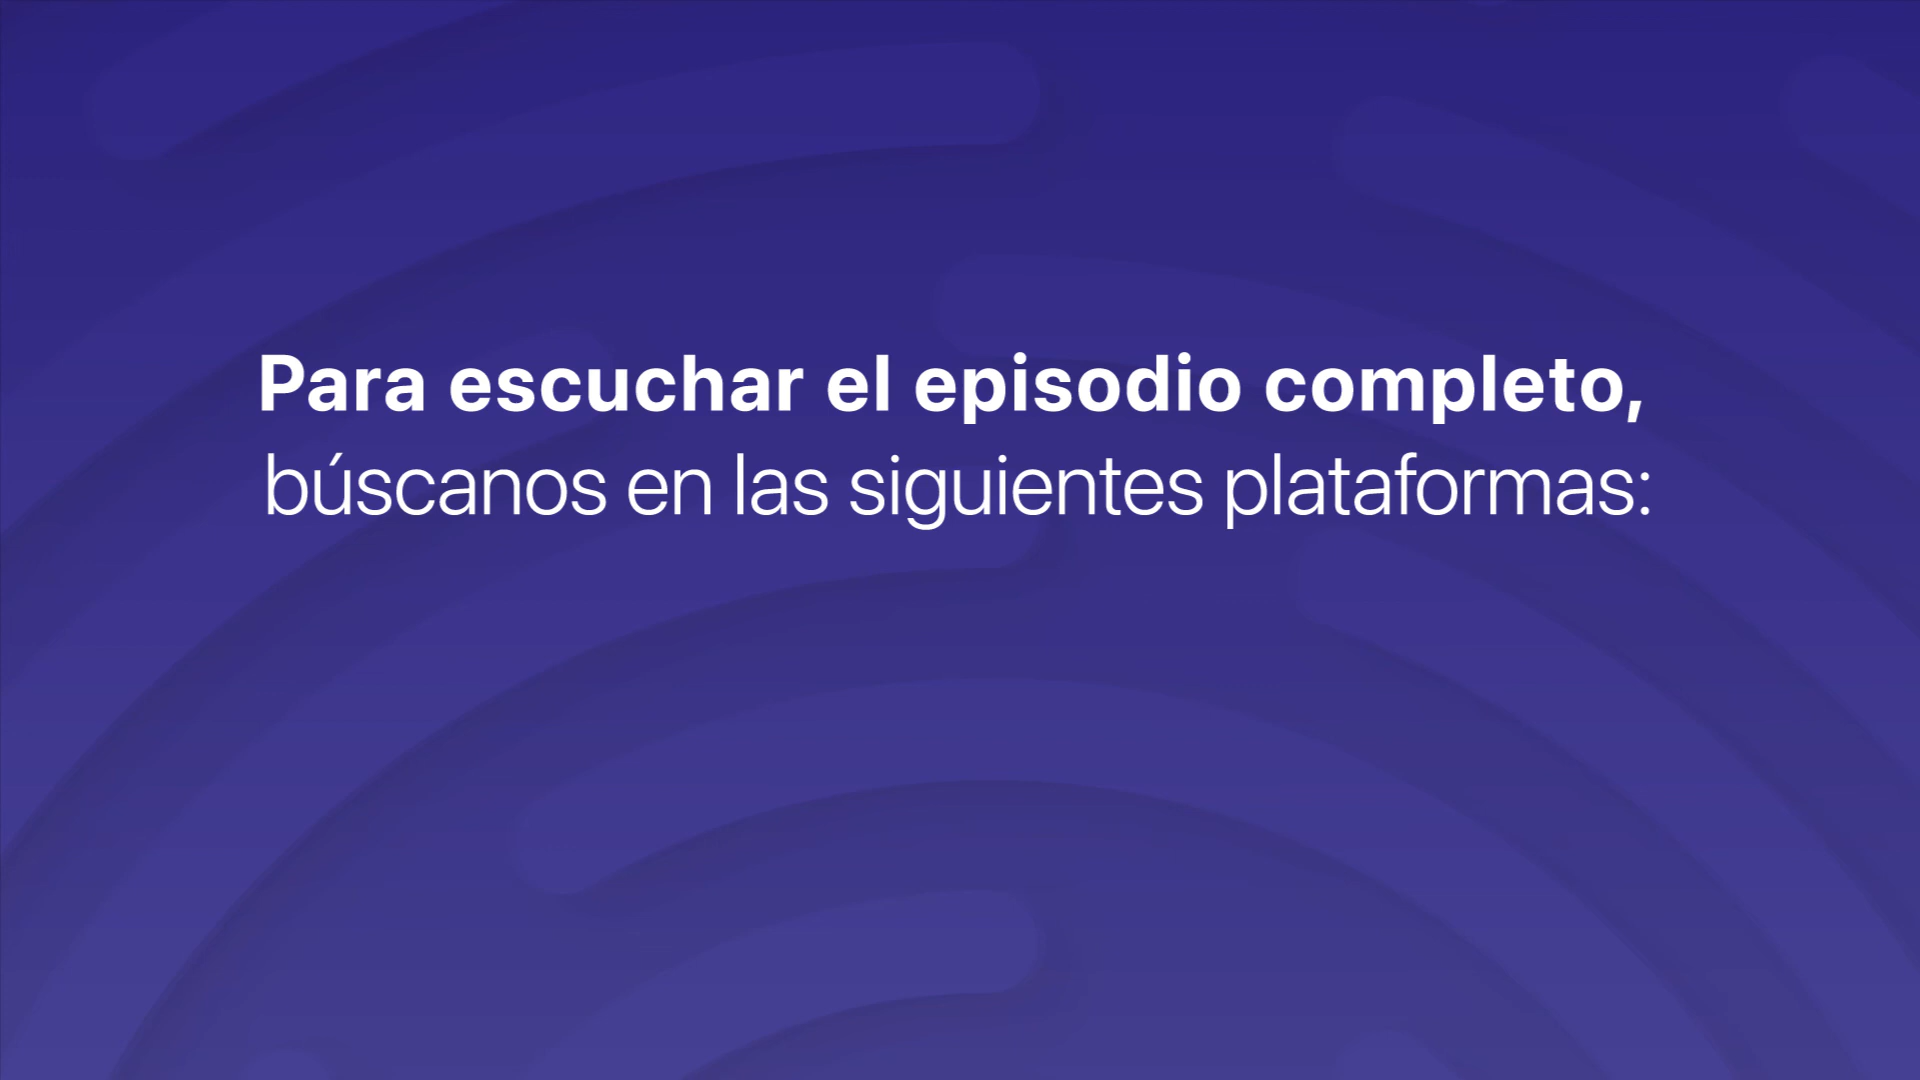 Para escuchar el episodio completo,
búscanos en las siguientes plataformas: